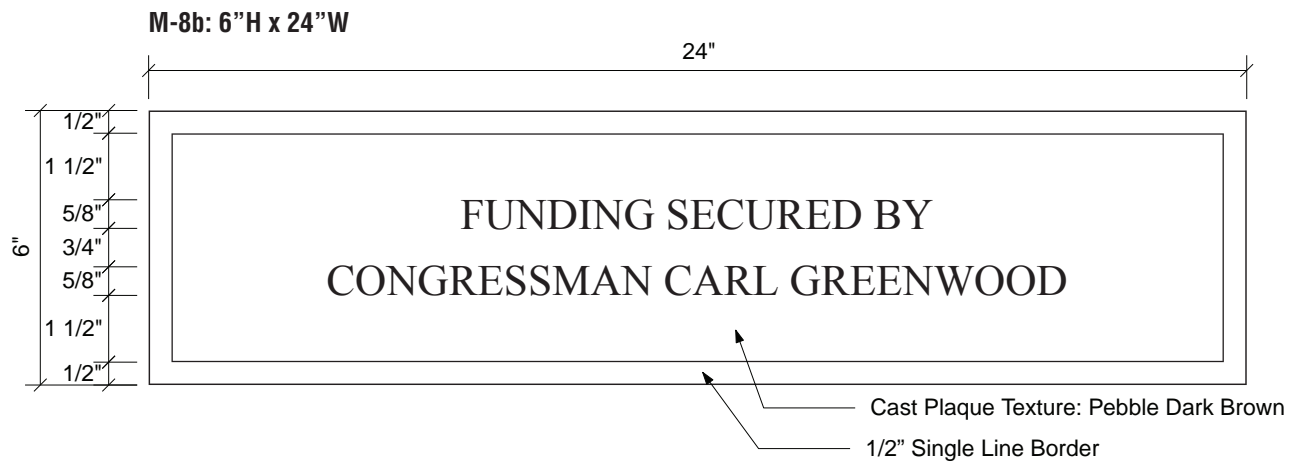 M-8b: 6”H x 24”W
24"
1/2"
1 1/2"
5/8"
3/4"
5/8"
1 1/2"
1/2"
6"
FUNDING SECURED BY
CONGRESSMAN CARL GREENWOOD
Cast Plaque Texture: Pebble Dark Brown
1/2” Single Line Border